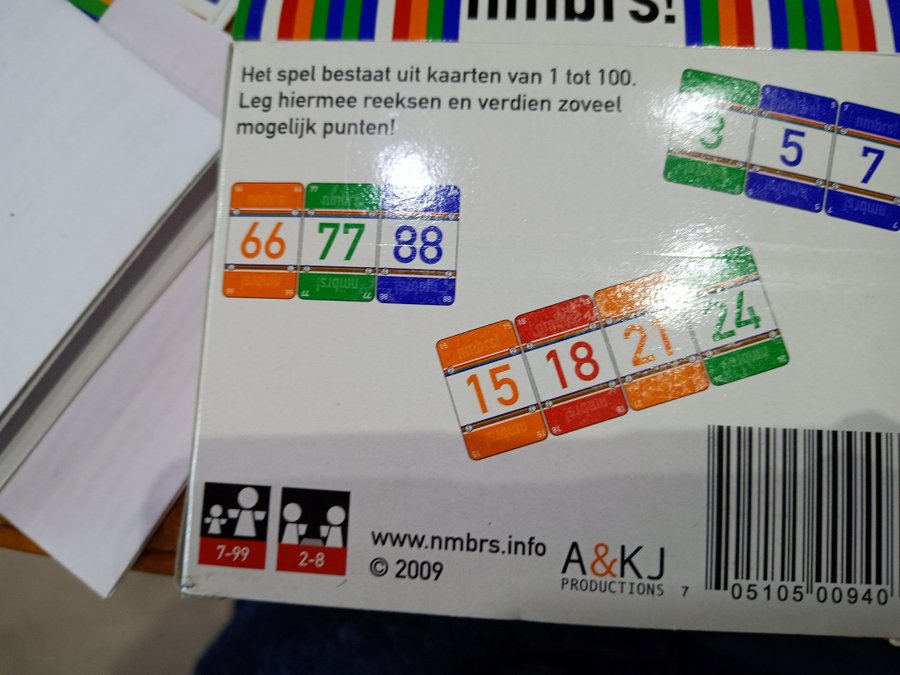 nmbrs!
Het spel bestaat uit kaarten van 1 tot 100.
Leg hiermee reeksen en verdien zoveel
mogelijk punten!
3 5 7
66 77 88
15 18 21 24
7-99 2-8
www.nmbrs.info
© 2009
A&KJ
PRODUCTIONS
7 05105 00940